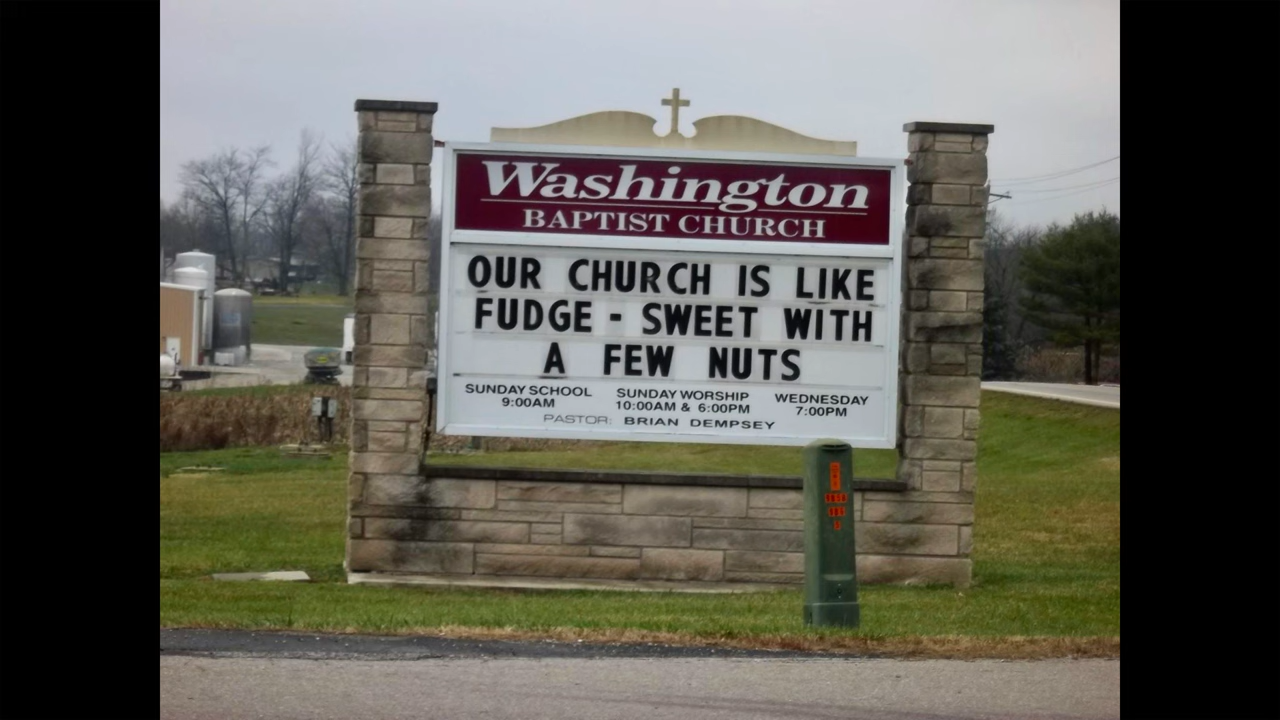 Washington
BAPTIST CHURCH
OUR CHURCH IS LIKE
FUDGE - SWEET WITH
A FEW NUTS
SUNDAY SCHOOL SUNDAY WORSHIP WEDNESDAY
9:00AM 10:00AM & 6:00PM 7:00PM
PASTOR: BRIAN DEMPSEY